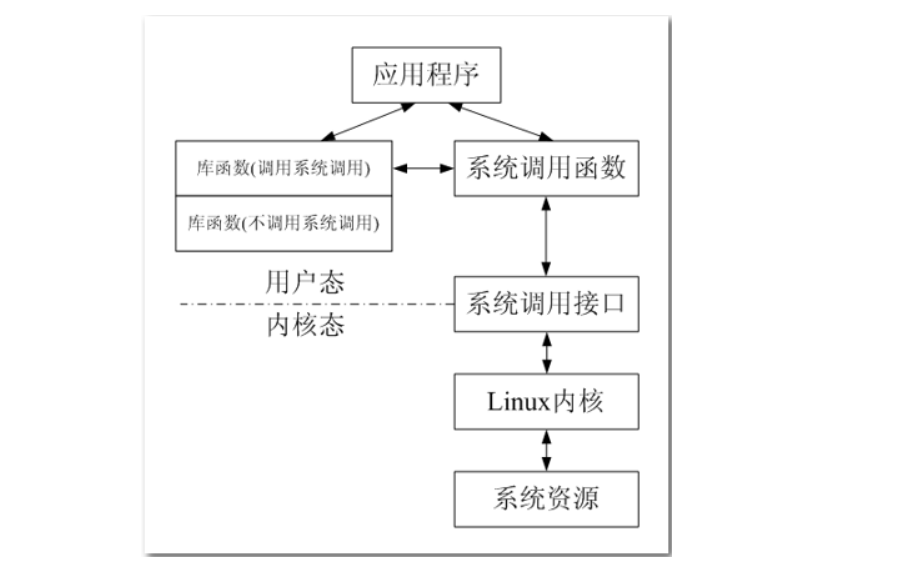 应用程序
库函数(调用系统调用)
系统调用函数
库函数(不调用系统调用)
用户态
系统调用接口
内核态
Linux内核
系统资源